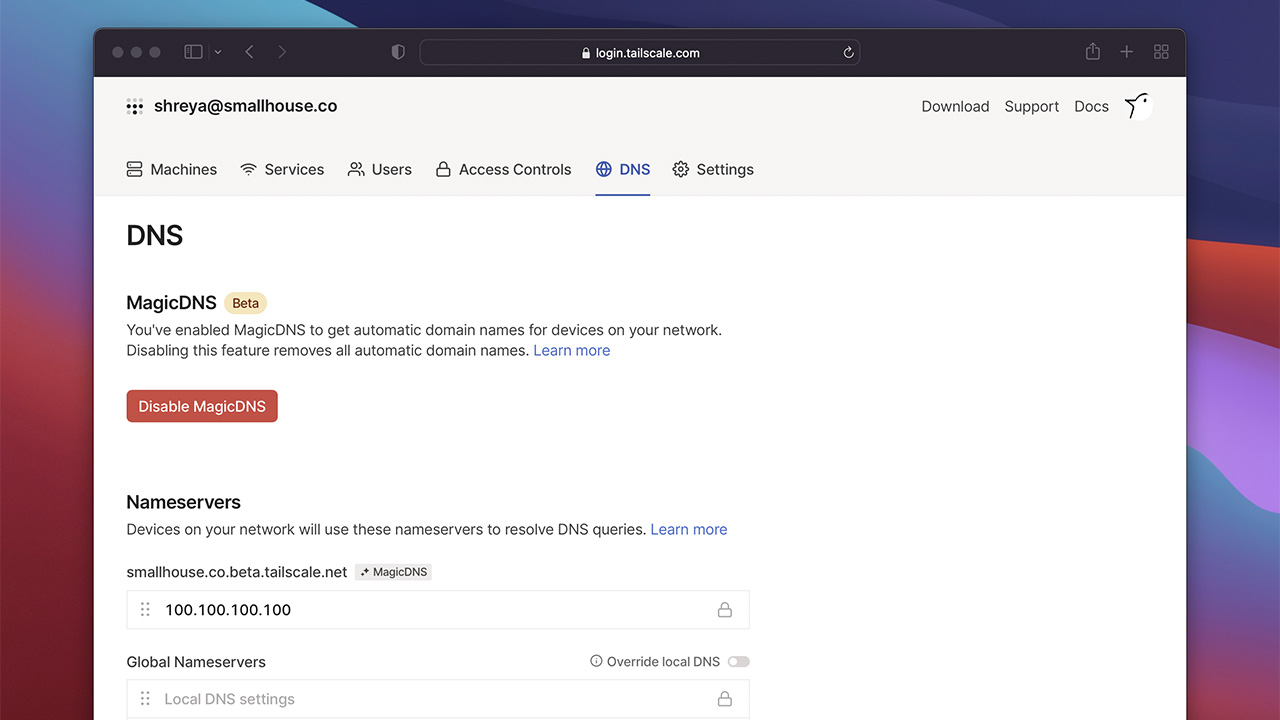 login.tailscale.com
shreya@smallhouse.co
Download Support Docs
Machines Services Users Access Controls DNS Settings
DNS
MagicDNS Beta
You've enabled MagicDNS to get automatic domain names for devices on your network.
Disabling this feature removes all automatic domain names. Learn more
Disable MagicDNS
Nameservers
Devices on your network will use these nameservers to resolve DNS queries. Learn more
smallhouse.co.beta.tailscale.net MagicDNS
100.100.100.100
Global Nameservers Override local DNS
Local DNS settings